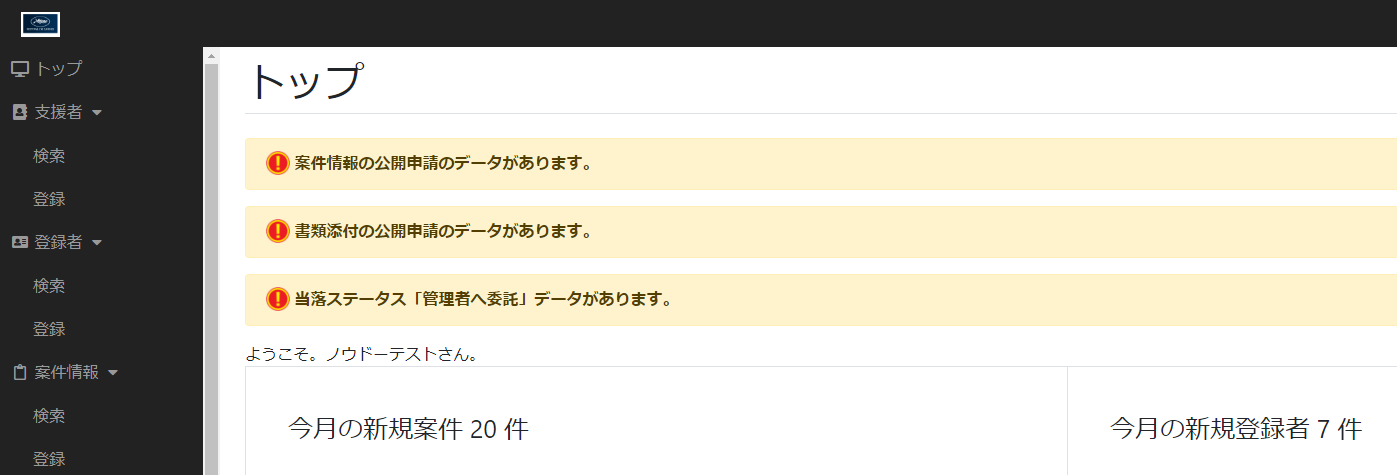 トップ
支援者
検索
登録
登録者
検索
登録
案件情報
検索
登録
トップ
案件情報の公開申請のデータがあります。
書類添付の公開申請のデータがあります。
当落ステータス「管理者へ委託」データがあります。
ようこそ。ノウドーテストさん。
今月の新規案件 20 件
今月の新規登録者 7 件